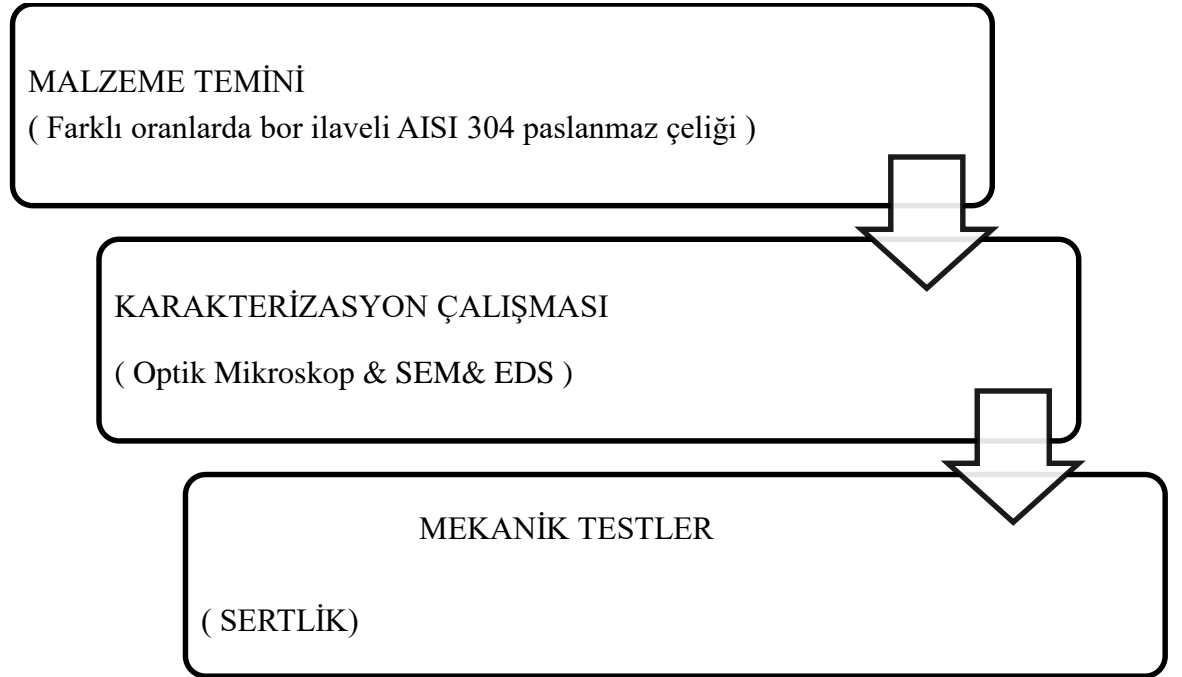 MALZEME TEMİNİ
( Farklı oranlarda bor ilaveli AISI 304 paslanmaz çeliği )
KARAKTERİZASYON ÇALIŞMASI
( Optik Mikroskop & SEM& EDS )
MEKANİK TESTLER
( SERTLİK)